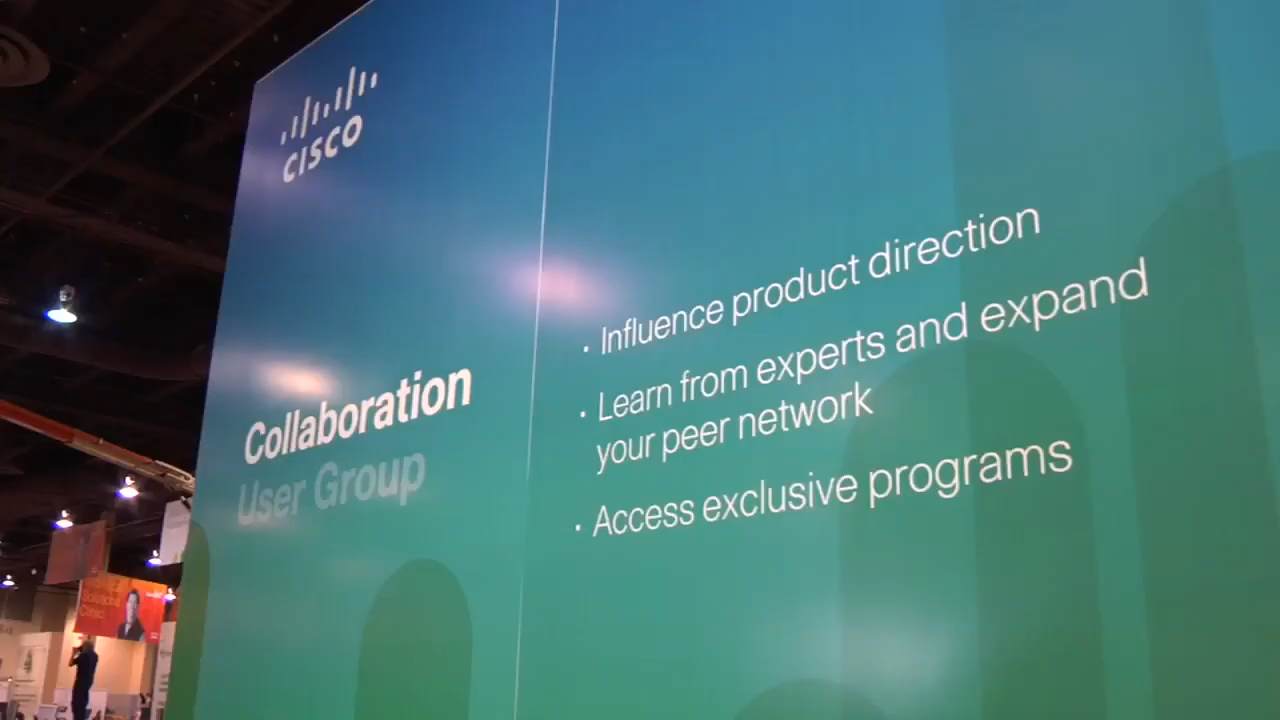 CISCO
Collaboration
User Group
· Influence product direction
· Learn from experts and expand
your peer network
· Access exclusive programs